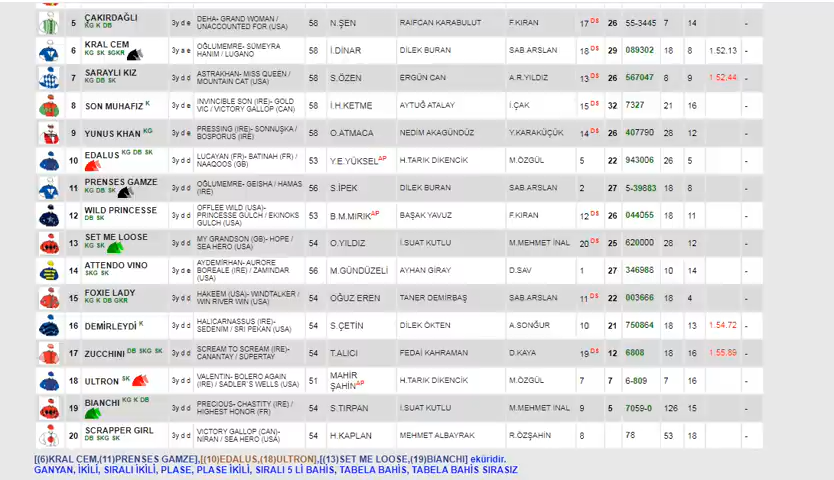 5 ÇAKIRDAĞLI KG K DB 3y d e DEHA- GRAND WOMAN / UNACCOUNTED FOR (USA) 58 N.ŞEN RAIFCAN KARABULUT F.KIRAN 17 DS 26 55-3445 7 14
6 KRAL CEM KG SK SGKR 3y a e OĞLUMEMRE- SÜMEYRA HANIM / LUGANO 58 İ.DİNAR DİLEK BURAN SAB.ARSLAN 18 DS 29 089302 18 8 1.52.13 -
7 SARAYLI KIZ KG DB SK 3y d d ASTRAKHAN- MISS QUEEN / MOUNTAIN CAT (USA) 58 S.ÖZEN ERGÜN CAN A.R.YILDIZ 13 DS 26 567047 8 9 1.52.44 -
8 SON MUHAFIZ K 3y d e INVINCIBLE SON (IRE)- GOLD VIC / VICTORY GALLOP (CAN) 58 İ.H.KETME AYTUĞ ATALAY İ.ÇAK 15 DS 32 7327 21 16 -
9 YUNUS KHAN KG 3y d e PRESSING (IRE)- SONNUŞKA / BOSPORUS (IRE) 58 O.ATMACA NEDİM AKAGÜNDÜZ Y.KARAKÜÇÜK 14 DS 26 407790 28 12 -
10 EDALUS KG DB SK 3y d d LUCAYAN (FR)- BATINAH (FR) / NAAQOOS (GB) 53 Y.E.YÜKSEL AP H.TARIK DIKENCIK M.ÖZGÜL 5 22 943006 26 5 -
11 PRENSES GAMZE KG DB SK 3y d d OĞLUMEMRE- GEISHA / HAMAS (IRE) 56 S.İPEK DİLEK BURAN SAB.ARSLAN 2 27 5-39883 18 8 -
12 WILD PRINCESSE DB SK 3y d d OFFLEE WILD (USA)- PRINCESSE GULCH / EKINOKS GULCH (USA) 53 B.M.MIRIK AP BAŞAK YAVUZ F.KIRAN 12 DS 26 044055 18 11 -
13 SET ME LOOSE KG SK 3y d d MY GRANDSON (GB)- HOPE / SEA HERO (USA) 54 O.YILDIZ İ.SUAT KUTLU M.MEHMET İNAL 20 DS 25 620000 28 12 -
14 ATTENDO VINO SKG SK 3y d e AYDEMİRHAN- AURORE BOREALE (IRE) / ZAMINDAR (USA) 56 M.GÜNDÜZELİ AYHAN GİRAY D.SAV 1 27 346988 10 14 -
15 FOXIE LADY KG K DB GKR 3y d d HAKEEM (USA)- WINDTALKER / WIN RIVER WIN (USA) 54 OĞUZ EREN TANER DEMİRBAŞ SAB.ARSLAN 11 DS 22 003666 18 4 -
16 DEMİRLEYDİ K 3y d d HALICARNASSUS (IRE)- SEDENIM / SRI PEKAN (USA) 54 S.ÇETİN DİLEK ÖKTEN A.SONĞUR 10 21 750864 18 13 1.54.72 -
17 ZUCCHINI DB SKG SK 3y d d SCREAM TO SCREAM (IRE)- CANANTAY / SÜPERTAY 54 T.ALICI FEDAİ KAHRAMAN D.KAYA 19 DS 12 6808 18 16 1.55.89 -
18 ULTRON SK 3y d d VALENTIN- BOLERO AGAIN (IRE) / SADLER`S WELLS (USA) 51 MAHİR ŞAHİN AP H.TARIK DIKENCIK M.ÖZGÜL 7 7 6-809 7 16 -
19 BIANCHI KG K DB 3y d d PRECIOUS- CHASTITY (IRE) / HIGHEST HONOR (FR) 54 S.TIRPAN İ.SUAT KUTLU M.MEHMET İNAL 9 5 7059-0 126 15 -
20 SCRAPPER GIRL DB SKG SK 3y d d VICTORY GALLOP (CAN)- NIRAN / SEA HERO (USA) 54 H.KAPLAN MEHMET ALBAYRAK R.ÖZŞAHİN 8 78 53 18 -
[(6)KRAL CEM,(11)PRENSES GAMZE],[(10)EDALUS,(18)ULTRON],[(13)SET ME LOOSE,(19)BIANCHI] eküridir.
GANYAN, İKİLİ, SIRALI İKİLİ, PLASE, PLASE İKİLİ, SIRALI 5 Lİ BAHİS, TABELA BAHİS, TABELA BAHİS SIRASIZ